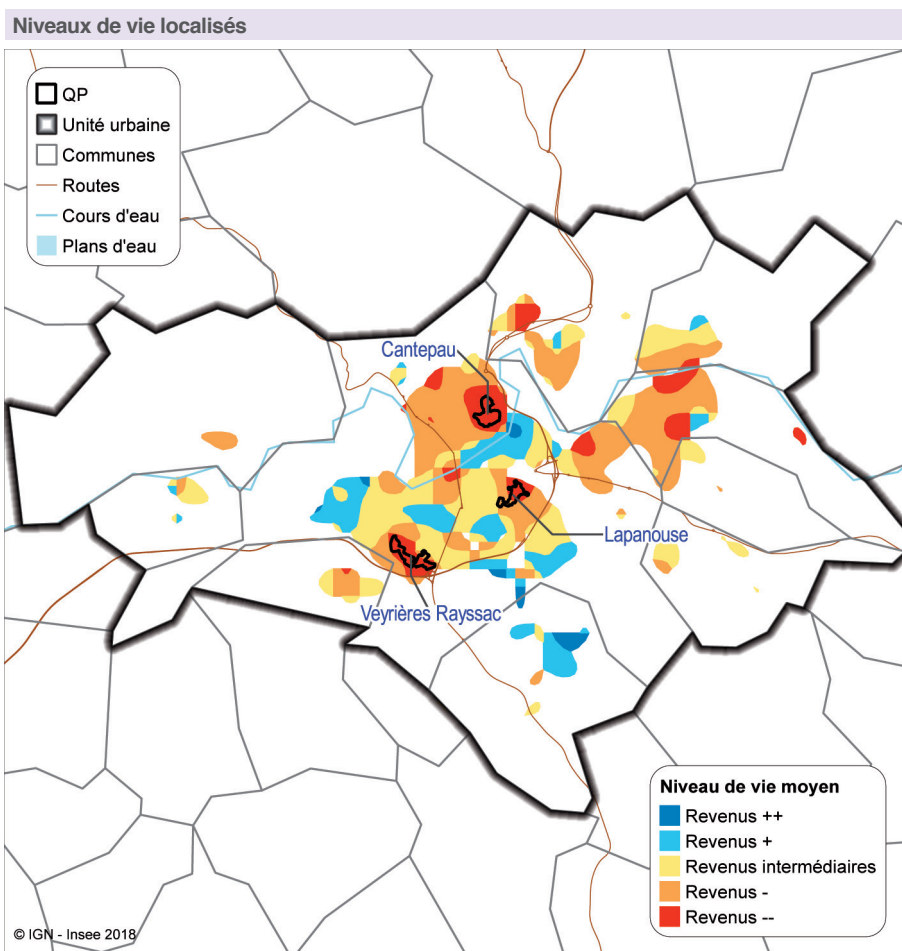 Niveaux de vie localisés
QP
Unité urbaine
Communes
Routes
Cours d'eau
Plans d'eau
Cantepau
Lapanouse
Veyrières Rayssac
Niveau de vie moyen
Revenus ++
Revenus +
Revenus intermédiaires
Revenus -
Revenus --
© IGN - Insee 2018